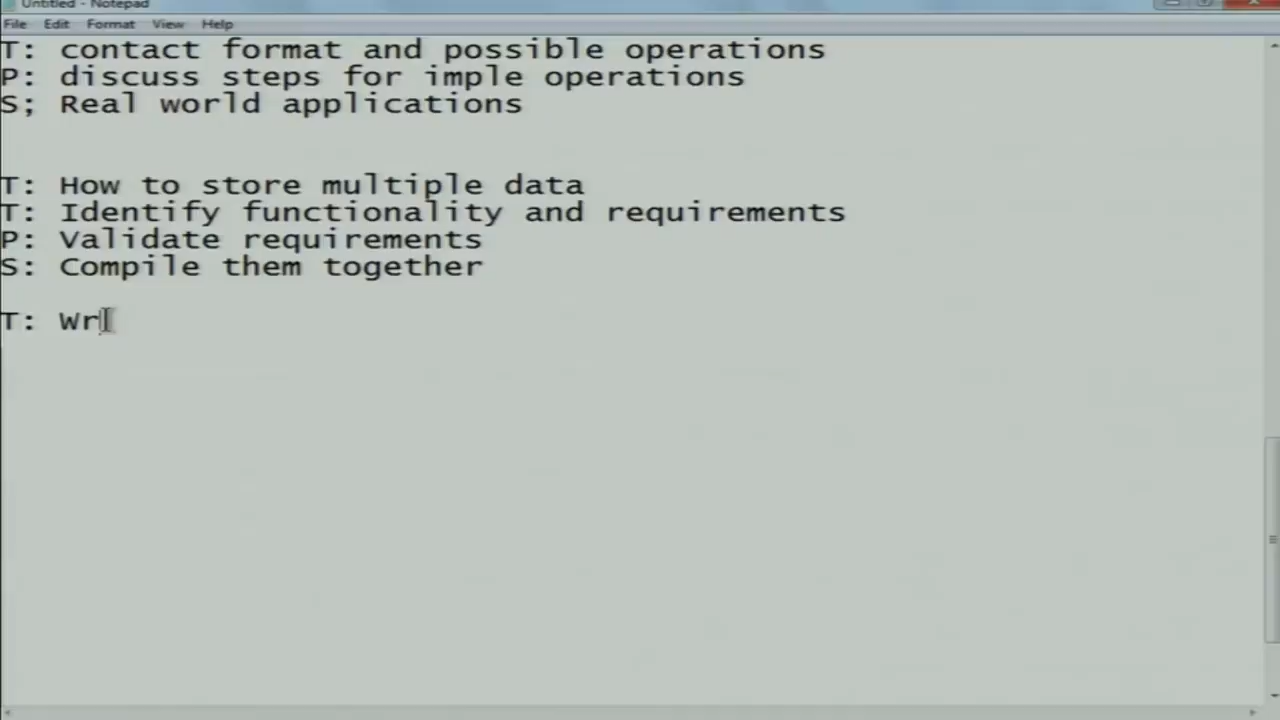 Untitled - Notepad
File Edit Format View Help
T: contact format and possible operations
P: discuss steps for imple operations
S; Real world applications
T: How to store multiple data
T: Identify functionality and requirements
P: Validate requirements
S: Compile them together
T: Wr